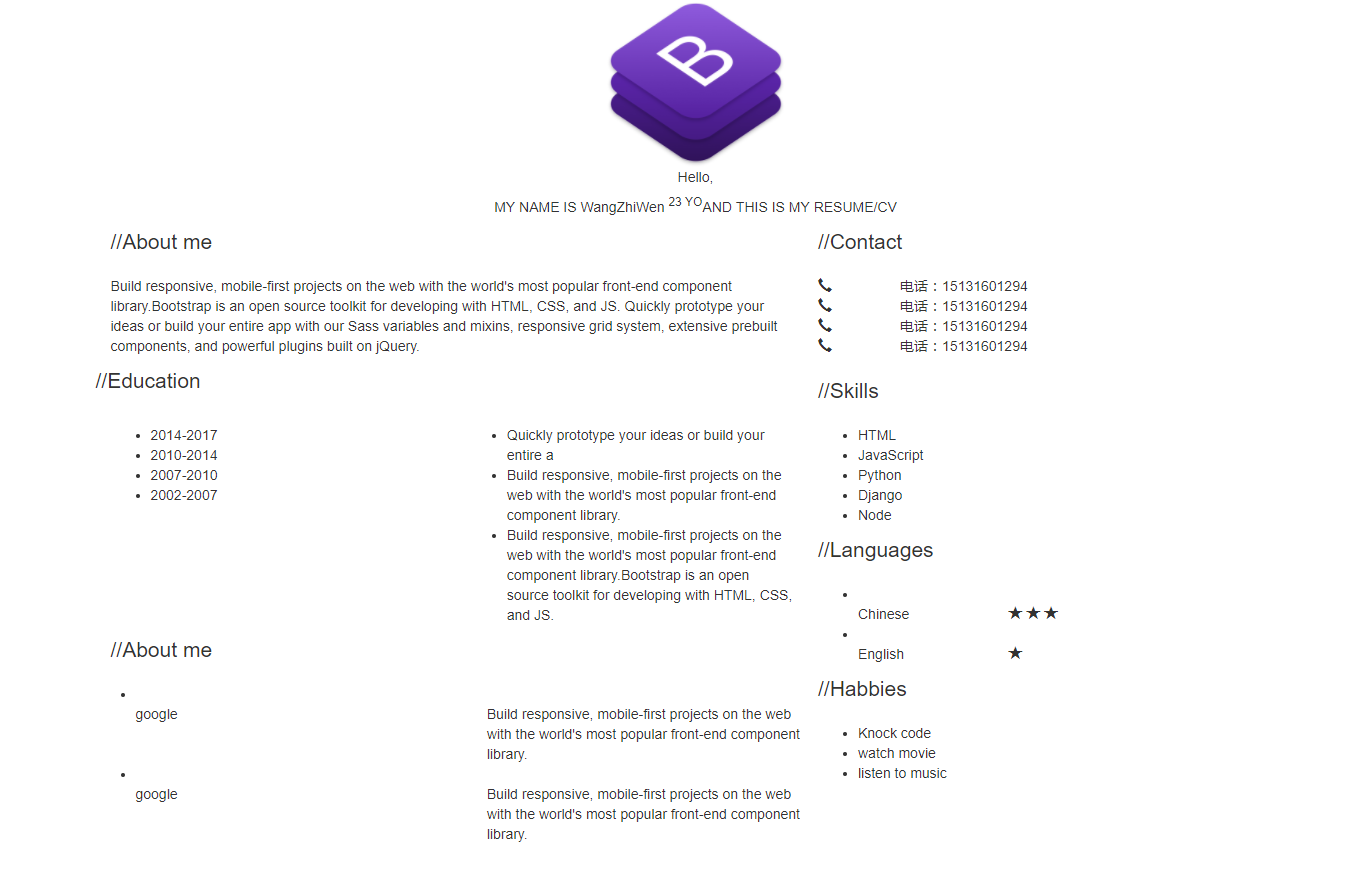 B
Hello,
MY NAME IS WangZhiWen 23 YOAND THIS IS MY RESUME/CV
//About me
Build responsive, mobile-first projects on the web with the world's most popular front-end component
library.Bootstrap is an open source toolkit for developing with HTML, CSS, and JS. Quickly prototype your
ideas or build your entire app with our Sass variables and mixins, responsive grid system, extensive prebuilt
components, and powerful plugins built on jQuery.
//Education
2014-2017
2010-2014
2007-2010
2002-2007
Quickly prototype your ideas or build your
entire a
Build responsive, mobile-first projects on the
web with the world's most popular front-end
component library.
Build responsive, mobile-first projects on the
web with the world's most popular front-end
component library.Bootstrap is an open
source toolkit for developing with HTML, CSS,
and JS.
//About me
google
Build responsive, mobile-first projects on the web
with the world's most popular front-end component
library.
google
Build responsive, mobile-first projects on the web
with the world's most popular front-end component
library.
//Contact
电话：15131601294
电话：15131601294
电话：15131601294
电话：15131601294
//Skills
HTML
JavaScript
Python
Django
Node
//Languages
Chinese ★★★
English ★
//Habbies
Knock code
watch movie
listen to music